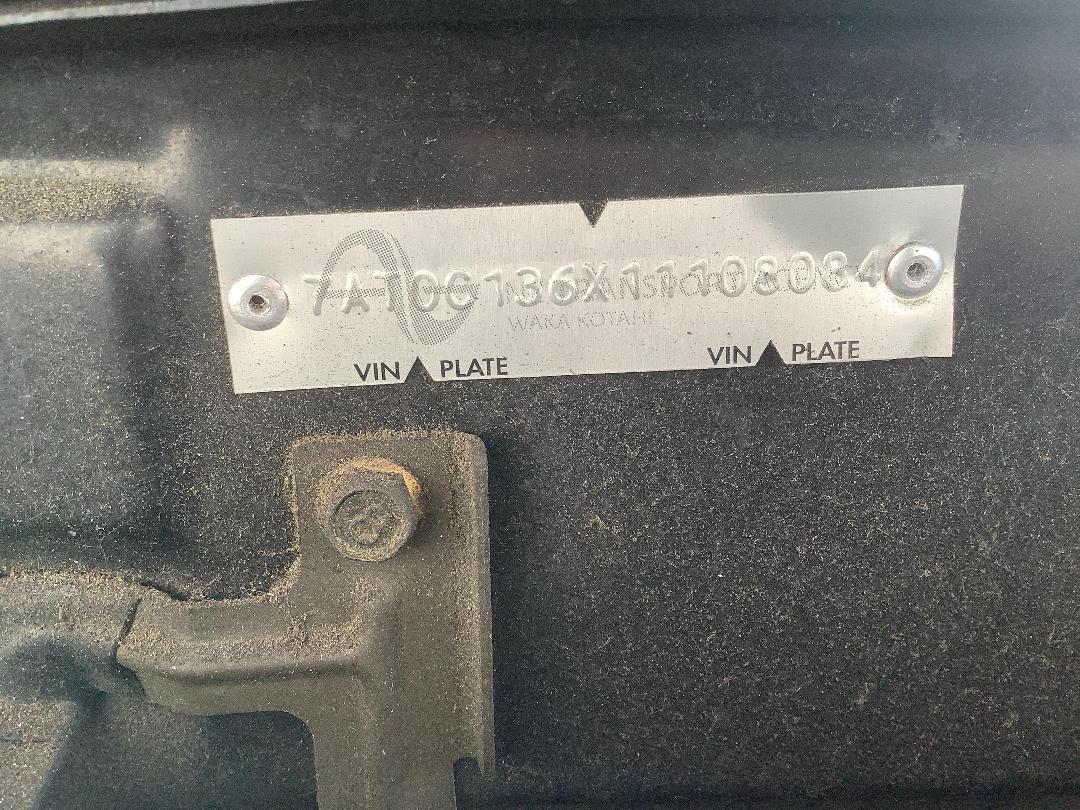 7AT0C136X11108084
WAKA KOTAHI
VIN PLATE VIN PLATE